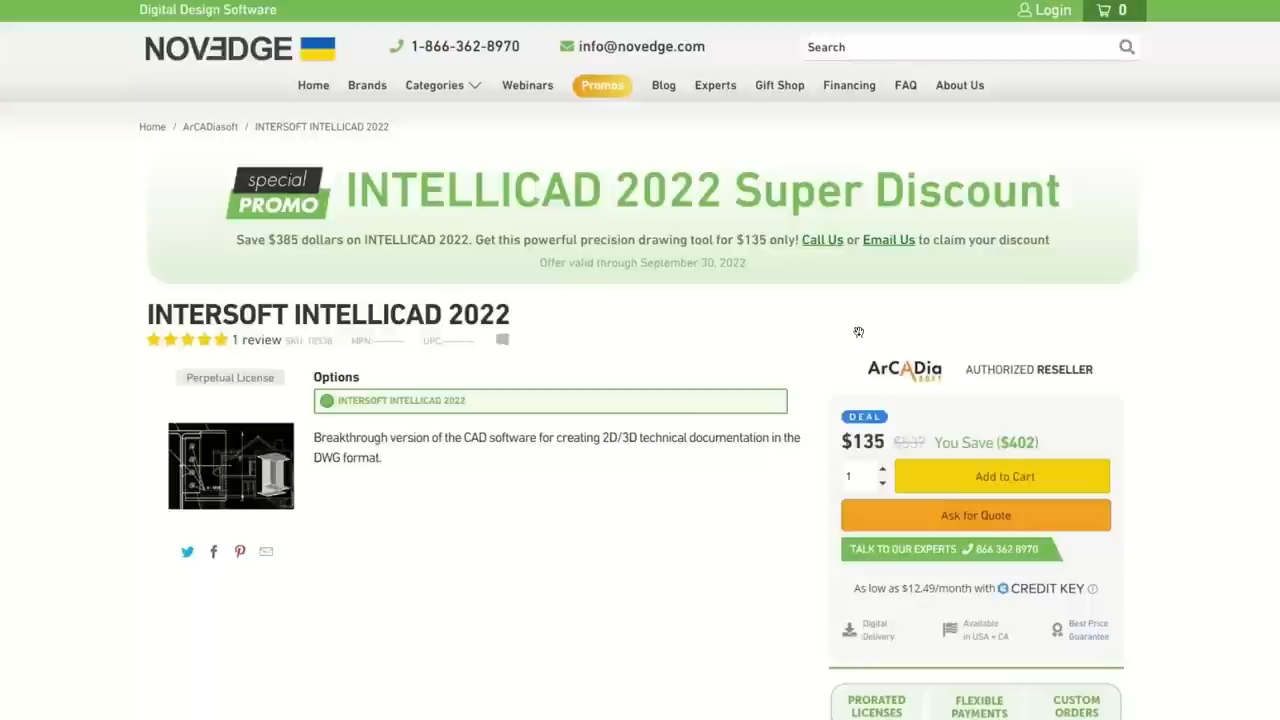 Digital Design Software
Login
0
NOVEDGE
1-866-362-8970
info@novedge.com
Search
Home
Brands
Categories
Webinars
Promos
Blog
Experts
Gift Shop
Financing
FAQ
About Us
Home / ArCADiasoft / INTERSOFT INTELLICAD 2022
special
PROMO
INTELLICAD 2022 Super Discount
Save $385 dollars on INTELLICAD 2022. Get this powerful precision drawing tool for $135 only! Call Us or Email Us to claim your discount
Offer valid through September 30, 2022
INTERSOFT INTELLICAD 2022
1 review SKU: 18538 MPN: UPC:
Perpetual License
Options
INTERSOFT INTELLICAD 2022
Breakthrough version of the CAD software for creating 2D/3D technical documentation in the
DWG format.
ArCADia
SOFT
AUTHORIZED RESELLER
DEAL
$135 $537 You Save ($402)
1
Add to Cart
Ask for Quote
TALK TO OUR EXPERTS 866 362 8970
As low as $12.49/month with CREDIT KEY
Digital
Delivery
Available
in USA + CA
Best Price
Guarantee
PRORATED
LICENSES
FLEXIBLE
PAYMENTS
CUSTOM
ORDERS